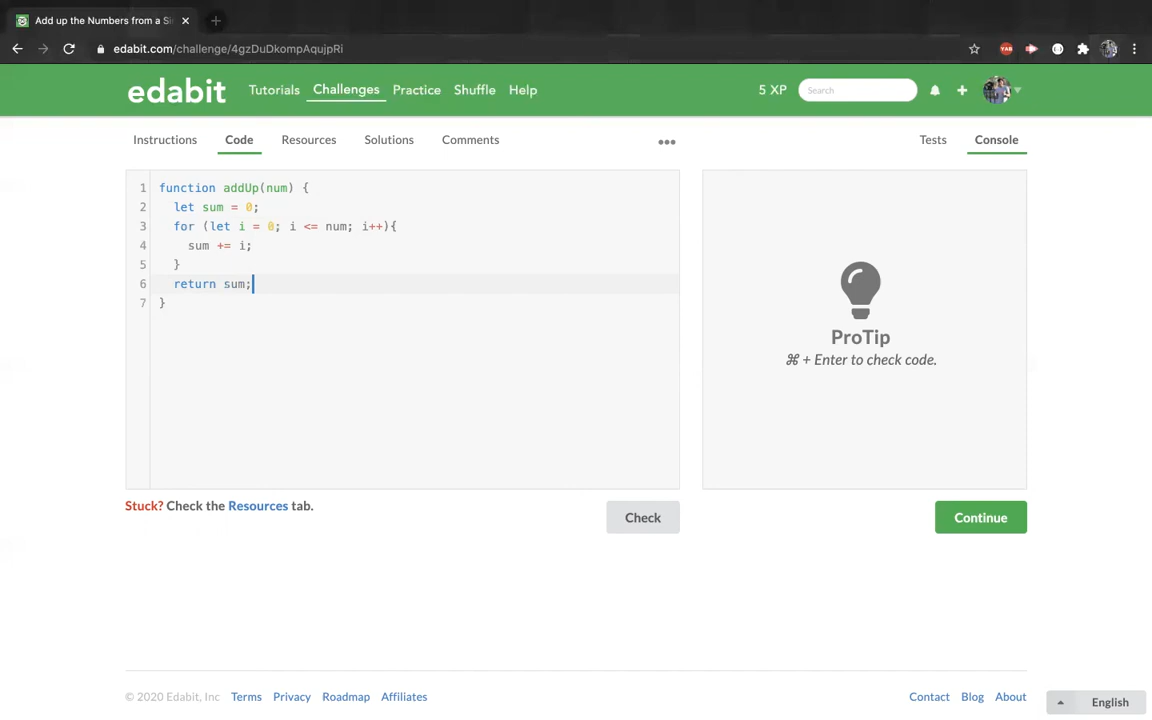 Add up the Numbers from a Si
edabit.com/challenge/4gzDuDkompAqujpRi
edabit Tutorials Challenges Practice Shuffle Help 5 XP Search
Instructions Code Resources Solutions Comments ••• Tests Console
1 function addUp(num) {
2 let sum = 0;
3 for (let i = 0; i <= num; i++){
4 sum += i;
5 }
6 return sum;
7 }
ProTip
⌘ + Enter to check code.
Stuck? Check the Resources tab.
Check
Continue
© 2020 Edabit, Inc Terms Privacy Roadmap Affiliates Contact Blog About
English